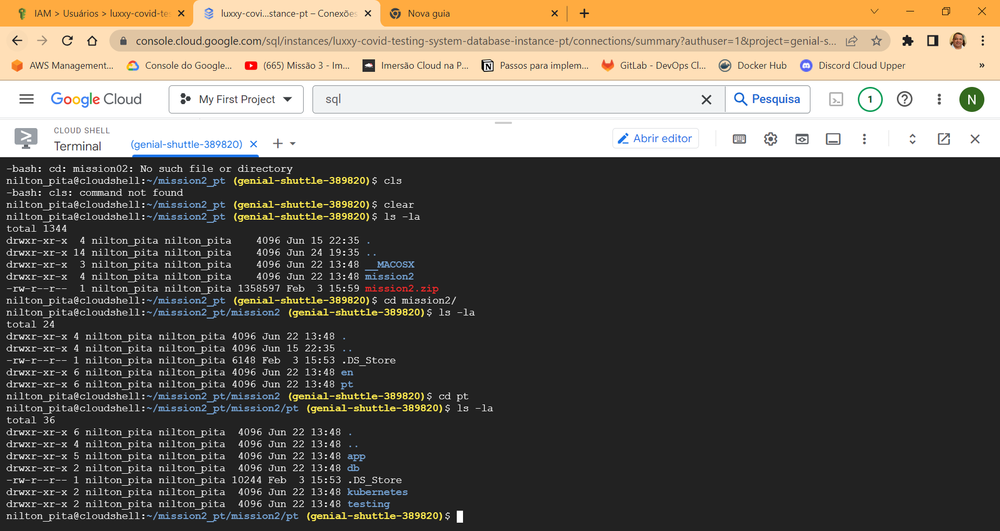 IAM > Usuários > luxxy-covid-tes
luxxy-covi...stance-pt – Conexões
Nova guia
console.cloud.google.com/sql/instances/luxxy-covid-testing-system-database-instance-pt/connections/summary?authuser=1&project=genial-s...
AWS Management...
Console do Google...
(665) Missão 3 - Im...
Imersão Cloud na P...
Passos para implem...
GitLab - DevOps Cl...
Docker Hub
Discord Cloud Upper
»
Google Cloud
My First Project
sql
Pesquisa
1
N
CLOUD SHELL
Terminal
(genial-shuttle-389820)
Abrir editor
-bash: cd: mission02: No such file or directory
nilton_pita@cloudshell:~/mission2_pt (genial-shuttle-389820)$ cls
-bash: cls: command not found
nilton_pita@cloudshell:~/mission2_pt (genial-shuttle-389820)$ clear
nilton_pita@cloudshell:~/mission2_pt (genial-shuttle-389820)$ ls -la
total 1344
drwxr-xr-x  4 nilton_pita nilton_pita    4096 Jun 15 22:35 .
drwxr-xr-x 14 nilton_pita nilton_pita    4096 Jun 24 19:35 ..
drwxr-xr-x  3 nilton_pita nilton_pita    4096 Jun 22 13:48 __MACOSX
drwxr-xr-x  4 nilton_pita nilton_pita    4096 Jun 22 13:48 mission2
-rw-r--r--  1 nilton_pita nilton_pita 1358597 Feb  3 15:59 mission2.zip
nilton_pita@cloudshell:~/mission2_pt (genial-shuttle-389820)$ cd mission2/
nilton_pita@cloudshell:~/mission2_pt/mission2 (genial-shuttle-389820)$ ls -la
total 24
drwxr-xr-x 4 nilton_pita nilton_pita 4096 Jun 22 13:48 .
drwxr-xr-x 4 nilton_pita nilton_pita 4096 Jun 15 22:35 ..
-rw-r--r-- 1 nilton_pita nilton_pita 6148 Feb  3 15:53 .DS_Store
drwxr-xr-x 6 nilton_pita nilton_pita 4096 Jun 22 13:48 en
drwxr-xr-x 6 nilton_pita nilton_pita 4096 Jun 22 13:48 pt
nilton_pita@cloudshell:~/mission2_pt/mission2 (genial-shuttle-389820)$ cd pt
nilton_pita@cloudshell:~/mission2_pt/mission2/pt (genial-shuttle-389820)$ ls -la
total 36
drwxr-xr-x 6 nilton_pita nilton_pita  4096 Jun 22 13:48 .
drwxr-xr-x 4 nilton_pita nilton_pita  4096 Jun 22 13:48 ..
drwxr-xr-x 5 nilton_pita nilton_pita  4096 Jun 22 13:48 app
drwxr-xr-x 2 nilton_pita nilton_pita  4096 Jun 22 13:48 db
-rw-r--r-- 1 nilton_pita nilton_pita 10244 Feb  3 15:53 .DS_Store
drwxr-xr-x 2 nilton_pita nilton_pita  4096 Jun 22 13:48 kubernetes
drwxr-xr-x 2 nilton_pita nilton_pita  4096 Jun 22 13:48 testing
nilton_pita@cloudshell:~/mission2_pt/mission2/pt (genial-shuttle-389820)$